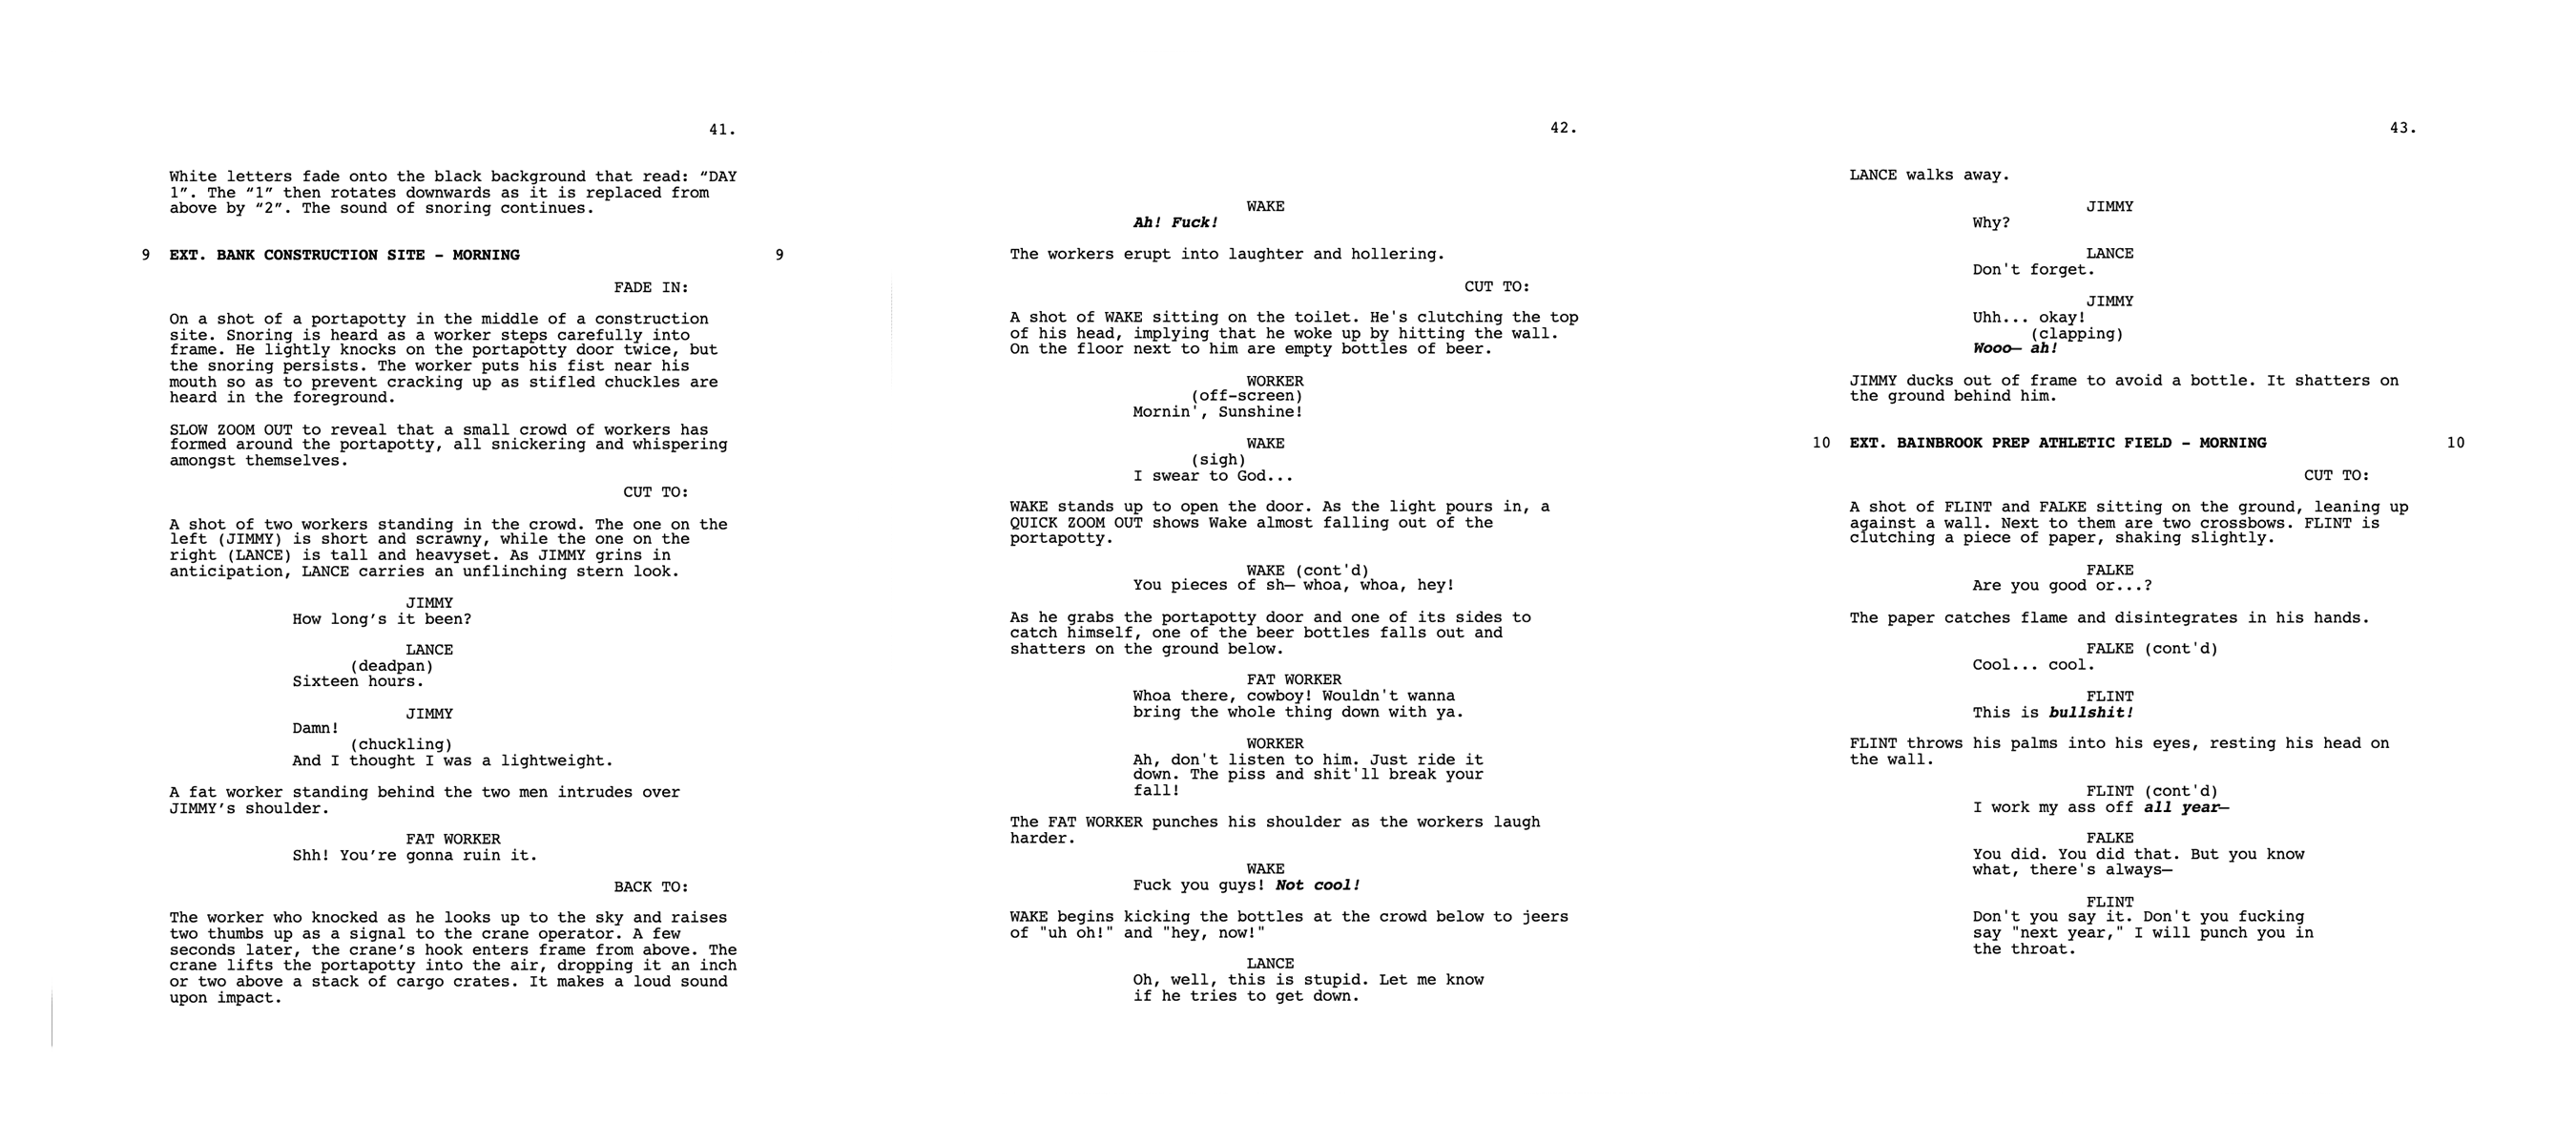 41.
White letters fade onto the black background that read: “DAY
1”. The “1” then rotates downwards as it is replaced from
above by “2”. The sound of snoring continues.
9 EXT. BANK CONSTRUCTION SITE – MORNING 9
FADE IN:
On a shot of a portapotty in the middle of a construction
site. Snoring is heard as a worker steps carefully into
frame. He lightly knocks on the portapotty door twice, but
the snoring persists. The worker puts his fist near his
mouth so as to prevent cracking up as stifled chuckles are
heard in the foreground.
SLOW ZOOM OUT to reveal that a small crowd of workers has
formed around the portapotty, all snickering and whispering
amongst themselves.
CUT TO:
A shot of two workers standing in the crowd. The one on the
left (JIMMY) is short and scrawny, while the one on the
right (LANCE) is tall and heavyset. As JIMMY grins in
anticipation, LANCE carries an unflinching stern look.
JIMMY
How long’s it been?
LANCE
(deadpan)
Sixteen hours.
JIMMY
Damn!
(chuckling)
And I thought I was a lightweight.
A fat worker standing behind the two men intrudes over
JIMMY’s shoulder.
FAT WORKER
Shh! You’re gonna ruin it.
BACK TO:
The worker who knocked as he looks up to the sky and raises
two thumbs up as a signal to the crane operator. A few
seconds later, the crane’s hook enters frame from above. The
crane lifts the portapotty into the air, dropping it an inch
or two above a stack of cargo crates. It makes a loud sound
upon impact.
42.
WAKE
Ah! Fuck!
The workers erupt into laughter and hollering.
CUT TO:
A shot of WAKE sitting on the toilet. He's clutching the top
of his head, implying that he woke up by hitting the wall.
On the floor next to him are empty bottles of beer.
WORKER
(off-screen)
Mornin', Sunshine!
WAKE
(sigh)
I swear to God...
WAKE stands up to open the door. As the light pours in, a
QUICK ZOOM OUT shows Wake almost falling out of the
portapotty.
WAKE (cont'd)
You pieces of sh— whoa, whoa, hey!
As he grabs the portapotty door and one of its sides to
catch himself, one of the beer bottles falls out and
shatters on the ground below.
FAT WORKER
Whoa there, cowboy! Wouldn't wanna
bring the whole thing down with ya.
WORKER
Ah, don't listen to him. Just ride it
down. The piss and shit'll break your
fall!
The FAT WORKER punches his shoulder as the workers laugh
harder.
WAKE
Fuck you guys! Not cool!
WAKE begins kicking the bottles at the crowd below to jeers
of "uh oh!" and "hey, now!"
LANCE
Oh, well, this is stupid. Let me know
if he tries to get down.
43.
LANCE walks away.
JIMMY
Why?
LANCE
Don't forget.
JIMMY
Uhh... okay!
(clapping)
Wooo— ah!
JIMMY ducks out of frame to avoid a bottle. It shatters on
the ground behind him.
10 EXT. BAINBROOK PREP ATHLETIC FIELD – MORNING 10
CUT TO:
A shot of FLINT and FALKE sitting on the ground, leaning up
against a wall. Next to them are two crossbows. FLINT is
clutching a piece of paper, shaking slightly.
FALKE
Are you good or...?
The paper catches flame and disintegrates in his hands.
FALKE (cont'd)
Cool... cool.
FLINT
This is bullshit!
FLINT throws his palms into his eyes, resting his head on
the wall.
FLINT (cont'd)
I work my ass off all year—
FALKE
You did. You did that. But you know
what, there's always—
FLINT
Don't you say it. Don't you fucking
say "next year," I will punch you in
the throat.